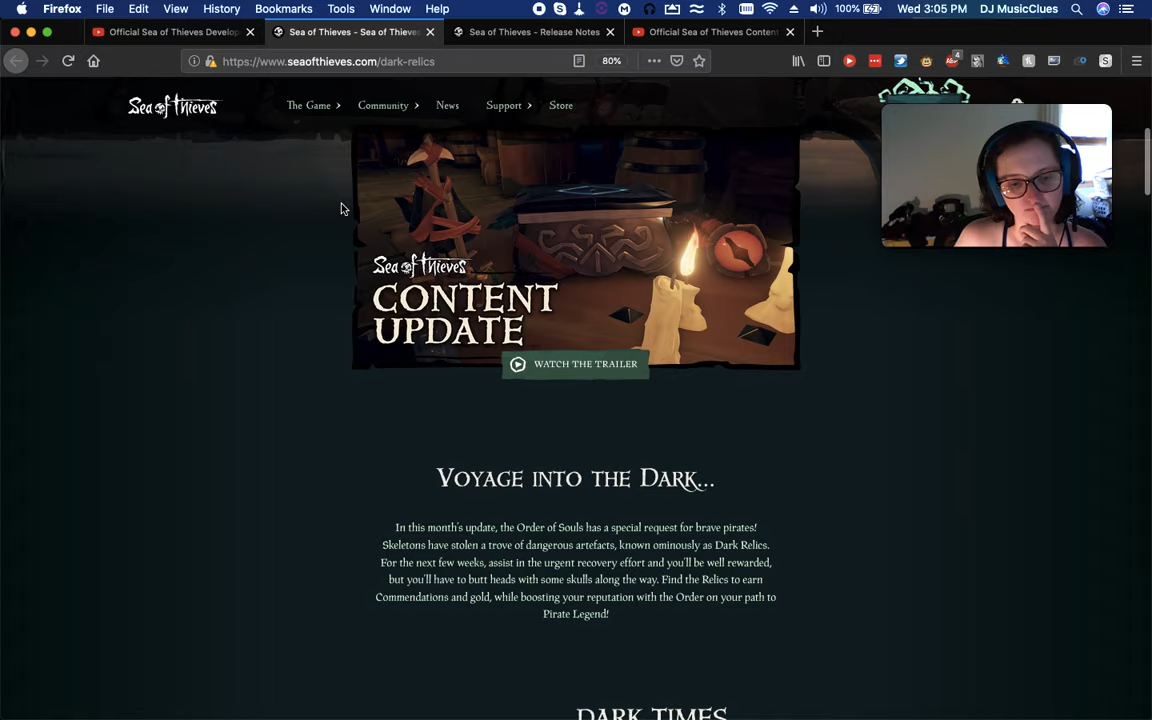 Firefox File Edit View History Bookmarks Tools Window Help 100% Wed 3:05 PM DJ MusicClues
Official Sea of Thieves Develop Sea of Thieves - Sea of Thieves Sea of Thieves - Release Notes Official Sea of Thieves Content
https://www.seaofthieves.com/dark-relics 80% 4 S
Sea of Thieves The Game Community News Support Store
Sea of Thieves
CONTENT
UPDATE
WATCH THE TRAILER
VOYAGE INTO THE DARK...
In this month's update, the Order of Souls has a special request for brave pirates!
Skeletons have stolen a trove of dangerous artefacts, known ominously as Dark Relics.
For the next few weeks, assist in the urgent recovery effort and you'll be well rewarded,
but you'll have to butt heads with some skulls along the way. Find the Relics to earn
Commendations and gold, while boosting your reputation with the Order on your path to
Pirate Legend!
DARK TIMES